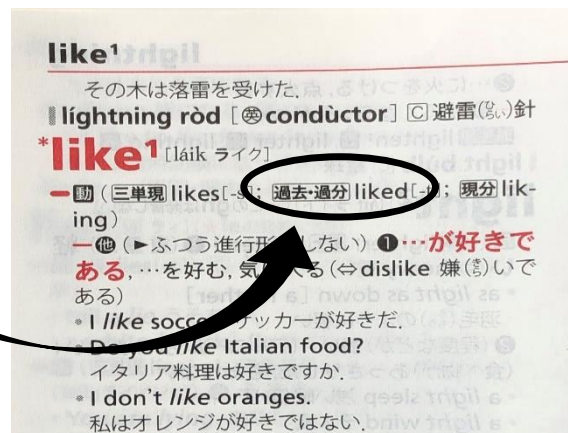 like¹
その木は落雷を受けた.
líghtning ròd [英condùctor] C 避雷(ひらい)針
*like¹ [láik ライク]
━動 (三単現 likes[-s]; 過去・過分 liked[-t]; 現分 lik-
ing)
━他 (►ふつう進行形 しない) ❶…が好きで
ある, …を好む, 気 入る (⇔dislike 嫌(きら)いで
ある)
• I like soccer. サッカーが好きだ.
• Do you like Italian food?
イタリア料理は好きですか.
• I don't like oranges.
私はオレンジが好きではない.